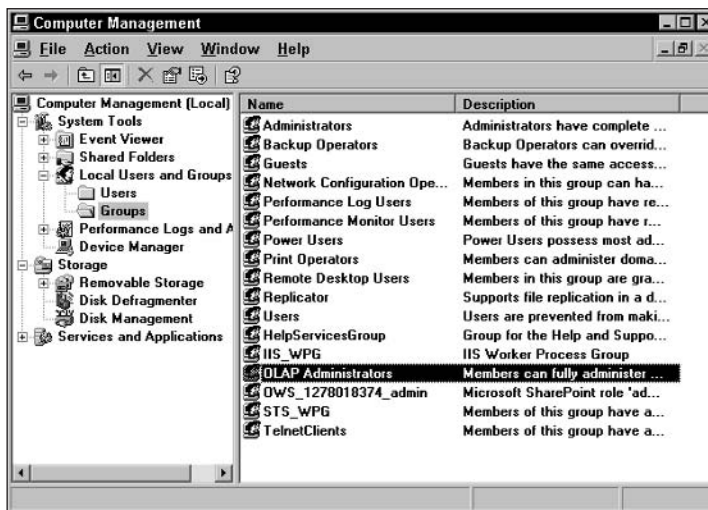 Computer Management
File Action View Window Help
Computer Management (Local)
System Tools
Event Viewer
Shared Folders
Local Users and Groups
Users
Groups
Performance Logs and A
Device Manager
Storage
Removable Storage
Disk Defragmenter
Disk Management
Services and Applications
Name Description
Administrators Administrators have complete ...
Backup Operators Backup Operators can overrid...
Guests Guests have the same access...
Network Configuration Ope... Members in this group can ha...
Performance Log Users Members of this group have re...
Performance Monitor Users Members of this group have r...
Power Users Power Users possess most ad...
Print Operators Members can administer doma...
Remote Desktop Users Members in this group are gra...
Replicator Supports file replication in a d...
Users Users are prevented from maki...
HelpServicesGroup Group for the Help and Suppo...
IIS_WPG IIS Worker Process Group
OLAP Administrators Members can fully administer ...
OWS_1278018374_admin Microsoft SharePoint role 'ad...
STS_WPG Members of this group have a...
TelnetClients Members of this group have a...